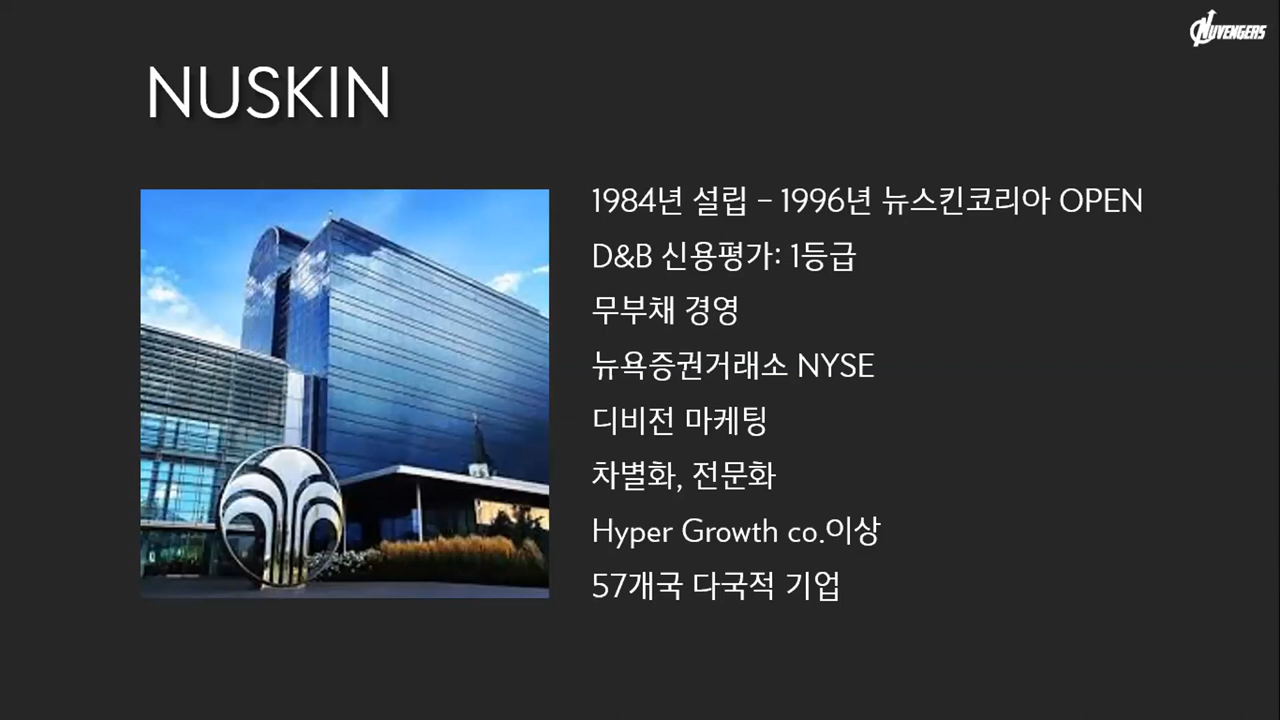 NUVENGERS
NUSKIN
1984년 설립 – 1996년 뉴스킨코리아 OPEN
D&B 신용평가: 1등급
무부채 경영
뉴욕증권거래소 NYSE
디비전 마케팅
차별화, 전문화
Hyper Growth co.이상
57개국 다국적 기업